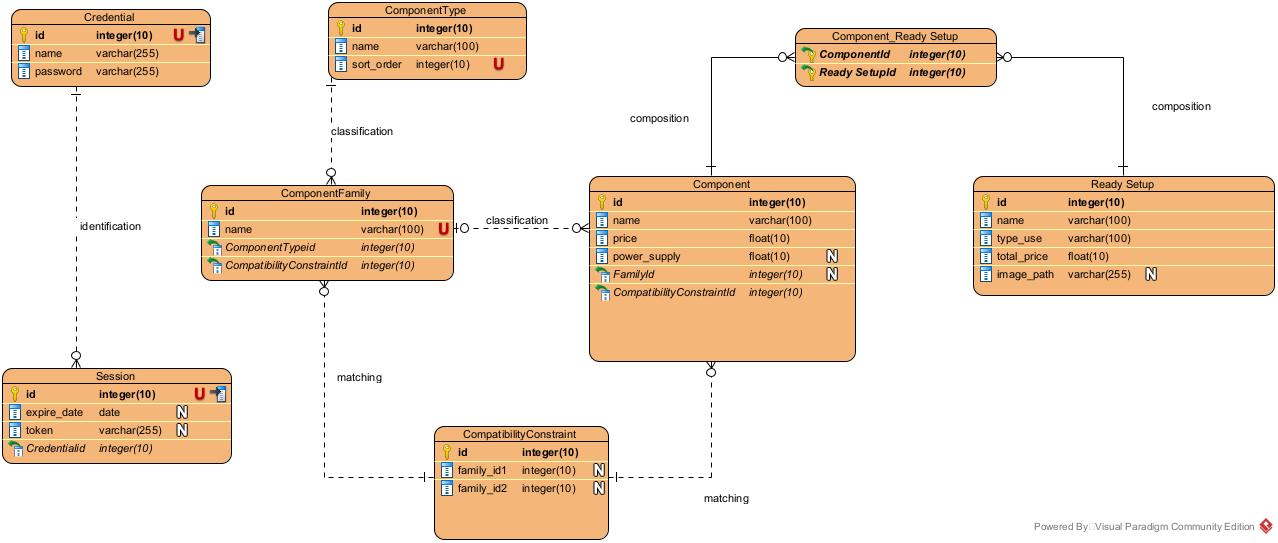 Credential
id integer(10) U
name varchar(255)
password varchar(255)
ComponentType
id integer(10)
name varchar(100)
sort_order integer(10) U
Component_Ready Setup
ComponentId integer(10)
Ready SetupId integer(10)
composition
composition
classification
ComponentFamily
id integer(10)
name varchar(100) U
ComponentTypeid integer(10)
CompatibilityConstraintId integer(10)
classification
Component
id integer(10)
name varchar(100)
price float(10)
power_supply float(10) N
FamilyId integer(10) N
CompatibilityConstraintId integer(10)
Ready Setup
id integer(10)
name varchar(100)
type_use varchar(100)
total_price float(10)
image_path varchar(255) N
identification
Session
id integer(10) U
expire_date date N
token varchar(255) N
Credentialid integer(10)
matching
CompatibilityConstraint
id integer(10)
family_id1 integer(10) N
family_id2 integer(10) N
matching
Powered By Visual Paradigm Community Edition